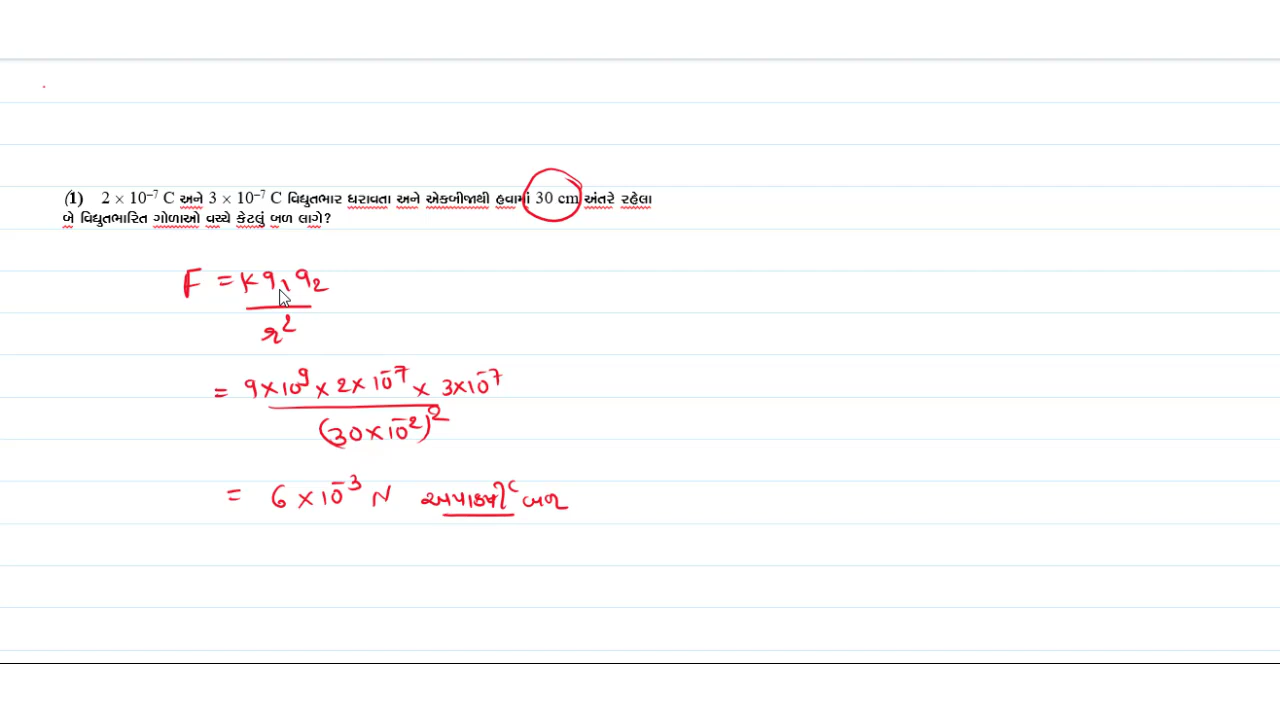 (1) 2 × 10⁻⁷ C અને 3 × 10⁻⁷ C વિદ્યુતભાર ધરાવતા અને એકબીજાથી હવામાં 30 cm અંતરે રહેલા
બે વિદ્યુતભારિત ગોળાઓ વચ્ચે કેટલું બળ લાગે?
F = K q₁ q₂
r²
= 9×10⁹ × 2×10⁻⁷ × 3×10⁻⁷
(30×10⁻²)²
= 6×10⁻³ N અપાકર્ષી બળ